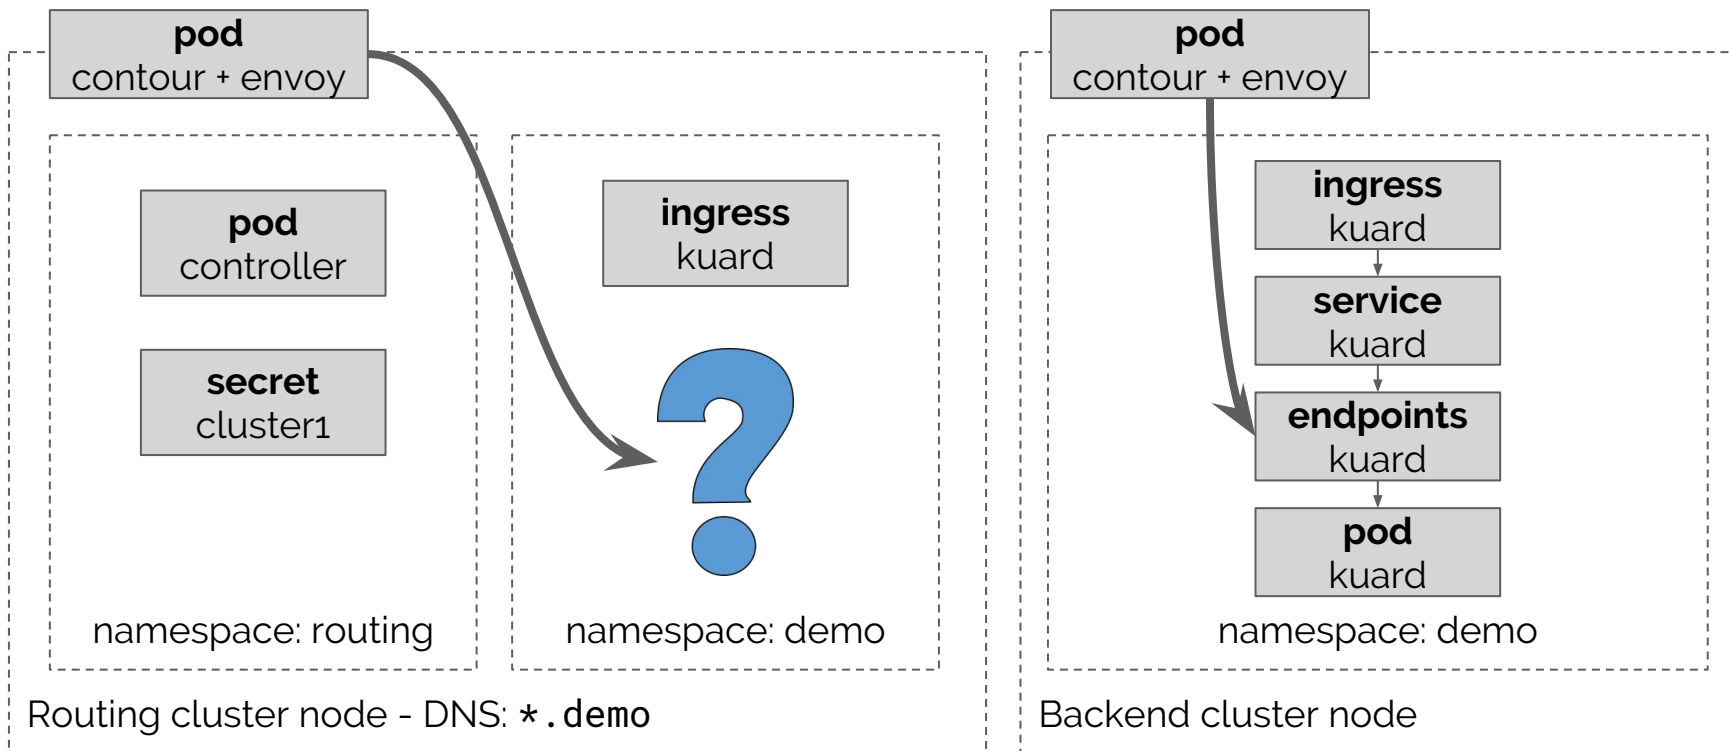 pod
contour + envoy
pod
controller
secret
cluster1
namespace: routing
ingress
kuard
?
namespace: demo
Routing cluster node - DNS: *.demo
pod
contour + envoy
ingress
kuard
service
kuard
endpoints
kuard
pod
kuard
namespace: demo
Backend cluster node